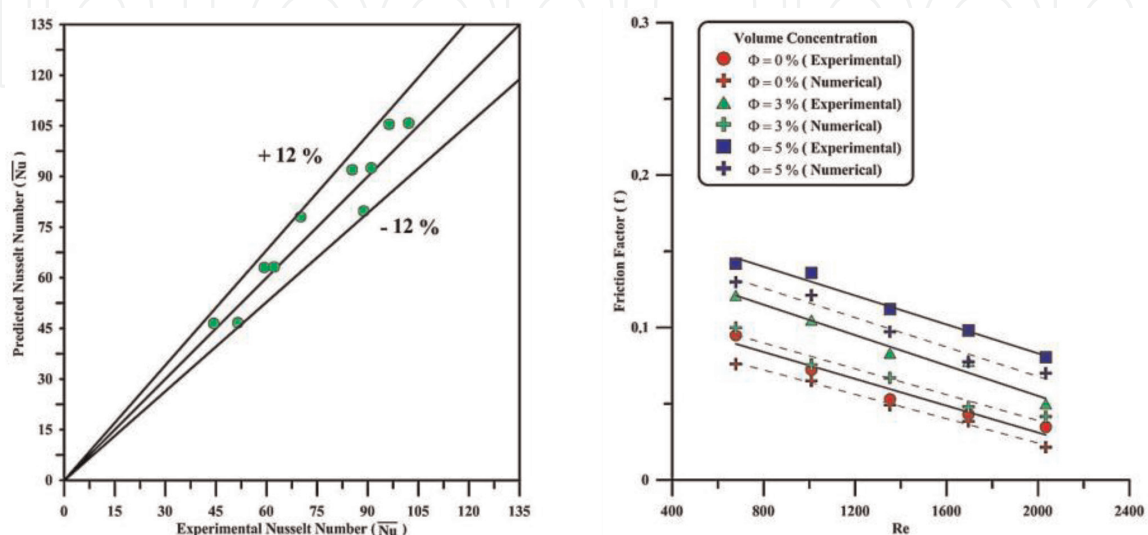 135
120
105
90
75
60
45
30
15
0
Predicted Nusselt Number (Nu)
+ 12 %
- 12 %
0 15 30 45 60 75 90 105 120 135
Experimental Nusselt Number (Nu)
0.3
0,2
0.1
0
Friction Factor ( f )
Volume Concentration
Φ = 0 % ( Experimental)
Φ = 0 % ( Numerical)
Φ = 3 % ( Experimental)
Φ = 3 % ( Numerical)
Φ = 5 % ( Experimental)
Φ = 5 % ( Numerical)
400 800 1200 1600 2000 2400
Re